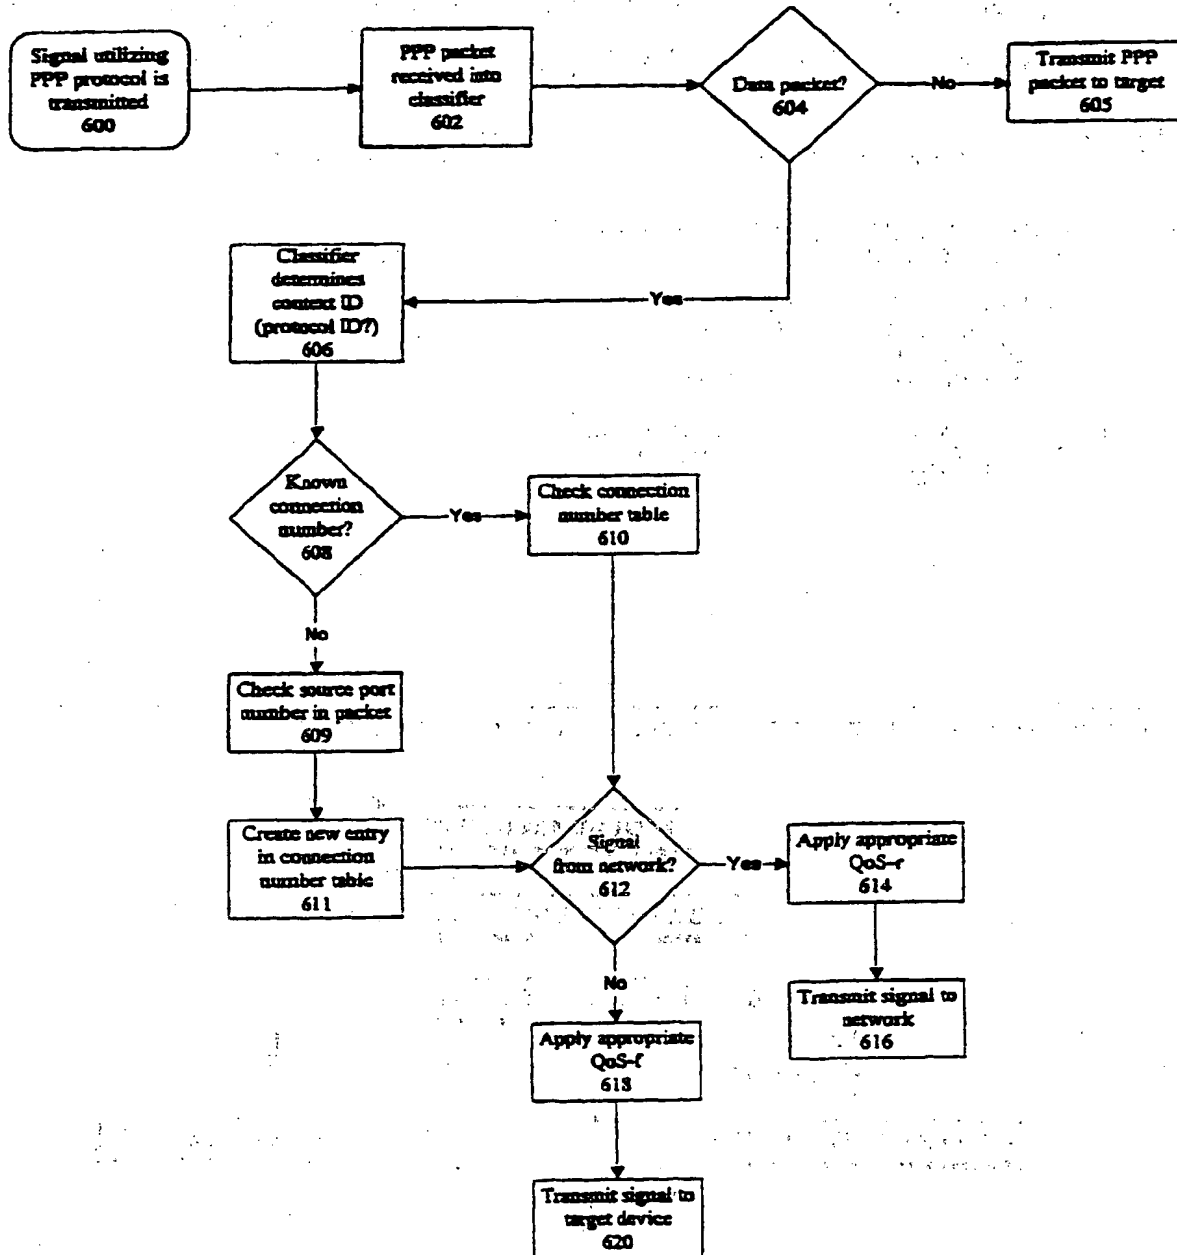 Signal utilizing
PPP protocol is
transmitted
600
PPP packet
received into
classifier
602
Data packet?
604
No
Transmit PPP
packet to target
605
Yes
Classifier
determines
context ID
(protocol ID?)
606
Known
connection
number?
608
Yes
Check connection
number table
610
No
Check source port
number in packet
609
Create new entry
in connection
number table
611
Signal
from network?
612
Yes
Apply appropriate
QoS-r
614
No
Transmit signal to
network
616
Apply appropriate
QoS-f
618
Transmit signal to
target device
620